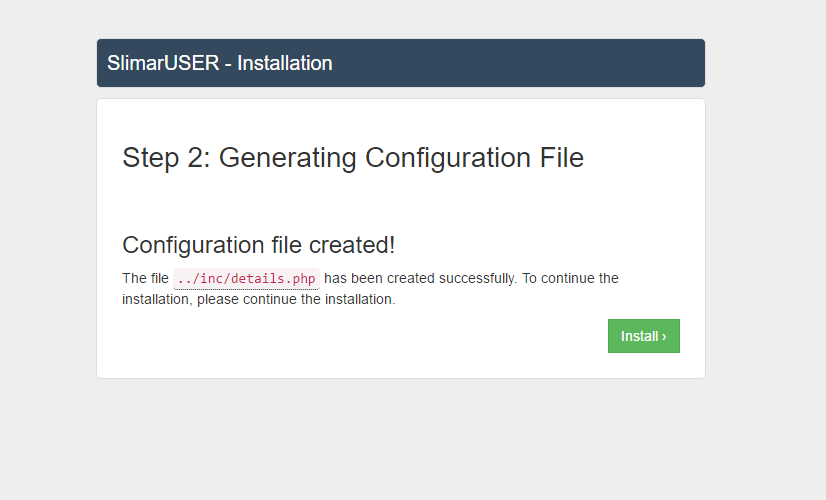 SlimarUSER - Installation
Step 2: Generating Configuration File
Configuration file created!
The file ../inc/details.php has been created successfully. To continue the
installation, please continue the installation.
Install ›